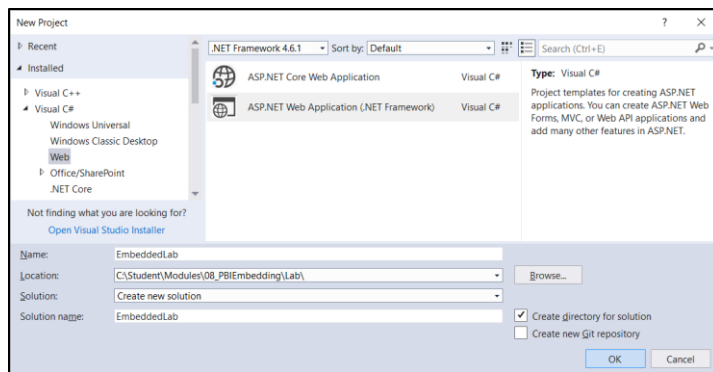 New Project
Recent
.NET Framework 4.6.1 Sort by: Default
Search (Ctrl+E)
Installed
Visual C++
Visual C#
Windows Universal
Windows Classic Desktop
Web
Office/SharePoint
.NET Core
Not finding what you are looking for?
Open Visual Studio Installer
ASP.NET Core Web Application Visual C#
ASP.NET Web Application (.NET Framework) Visual C#
Type: Visual C#
Project templates for creating ASP.NET
applications. You can create ASP.NET Web
Forms, MVC, or Web API applications and
add many other features in ASP.NET.
Name: EmbeddedLab
Location: C:\Student\Modules\08_PBIEmbedding\Lab\
Browse...
Solution: Create new solution
Solution name: EmbeddedLab
Create directory for solution
Create new Git repository
OK Cancel